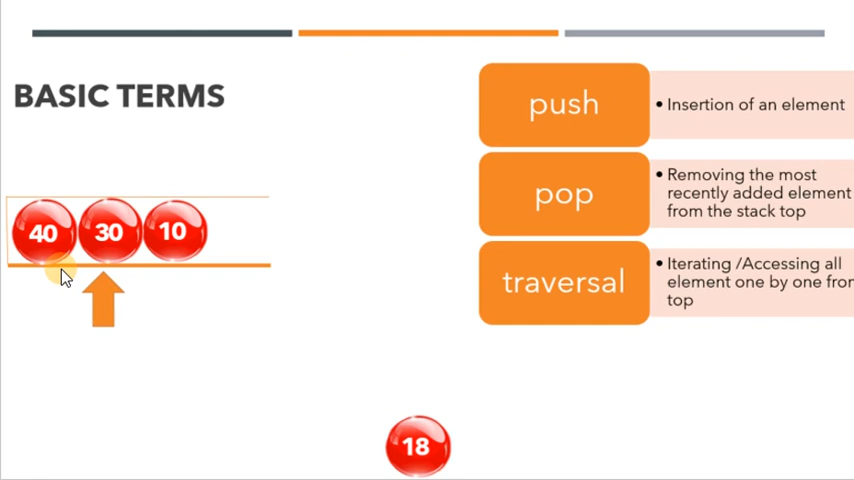 BASIC TERMS
40 30 10
18
push
• Insertion of an element
pop
• Removing the most
recently added element
from the stack top
traversal
• Iterating /Accessing all
element one by one from
top